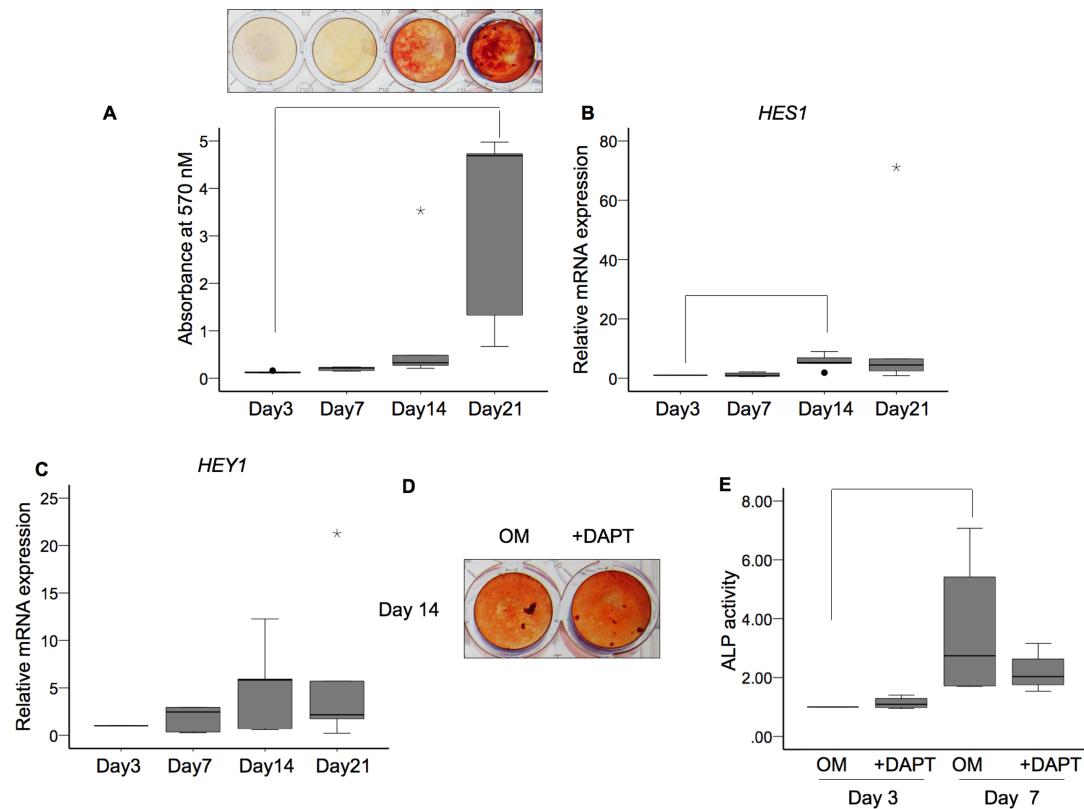 A
Absorbance at 570 nM
5
4
3
2
1
0
Day3 Day7 Day14 Day21
B
HES1
Relative mRNA expression
80
60
40
20
0
Day3 Day7 Day14 Day21
C
HEY1
Relative mRNA expression
25
20
15
10
5
0
Day3 Day7 Day14 Day21
D
OM +DAPT
Day 14
E
ALP activity
8.00
6.00
4.00
2.00
.00
OM +DAPT OM +DAPT
Day 3 Day 7